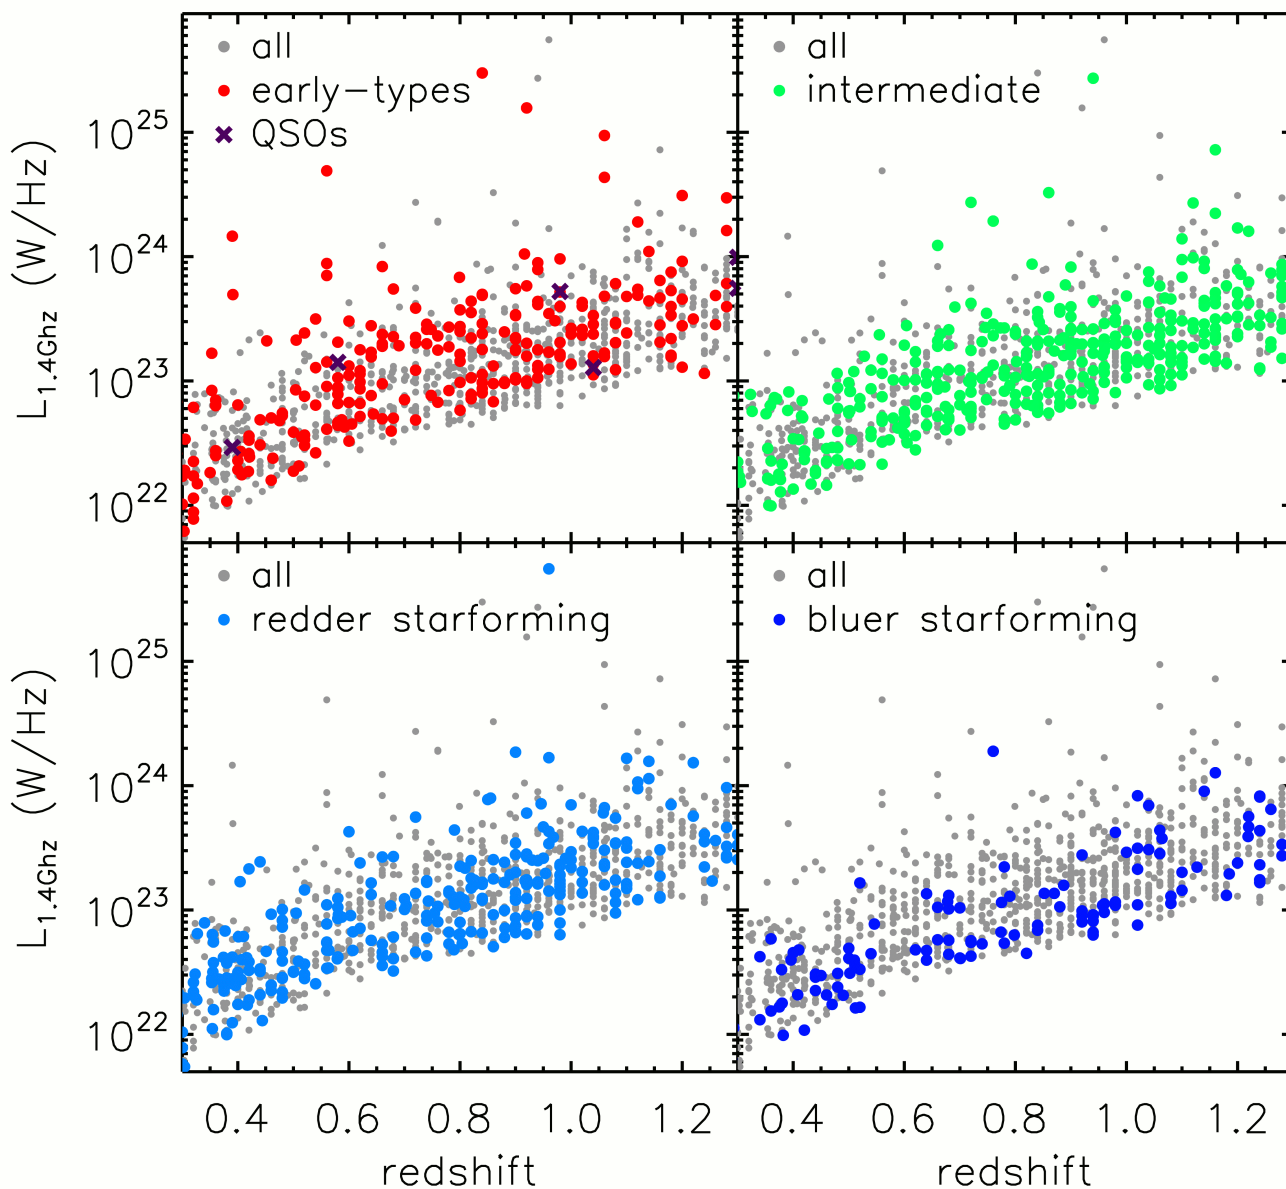 all
early-types
QSOs
all
intermediate
10^25
10^24
10^23
10^22
L_1.4Ghz (W/Hz)
all
redder starforming
all
bluer starforming
10^25
10^24
10^23
10^22
L_1.4Ghz (W/Hz)
0.4 0.6 0.8 1.0 1.2
0.4 0.6 0.8 1.0 1.2
redshift
redshift